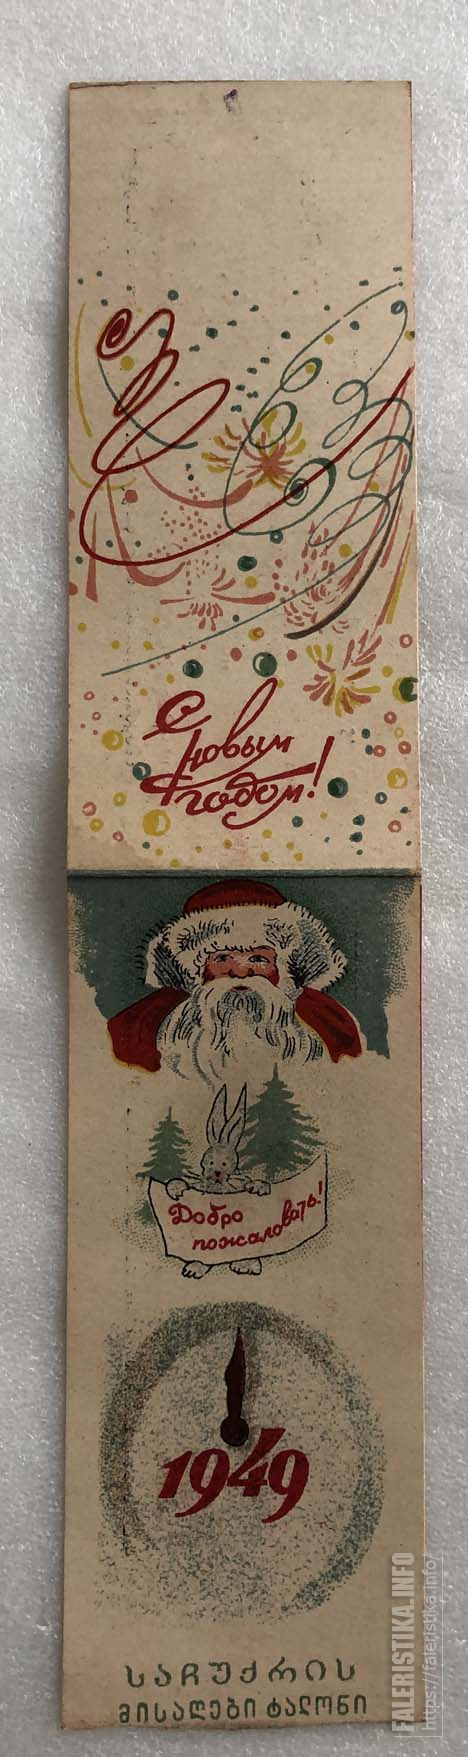 С
новым
годом!
Добро
пожаловать!
1949
საჩუქრის
მისაღები ტალონი
FALERISTIKA.INFO
https://faleristika.info/